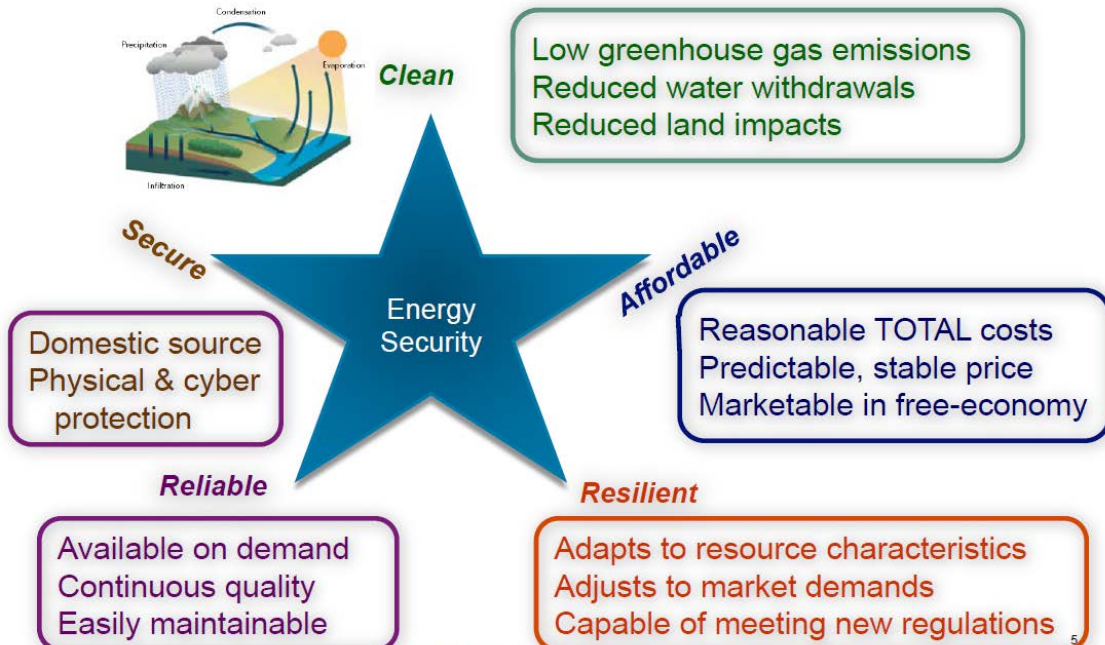 Condensation
Precipitation
Evaporation
Infiltration
Clean
Low greenhouse gas emissions
Reduced water withdrawals
Reduced land impacts
Secure
Affordable
Energy
Security
Domestic source
Physical & cyber
protection
Reasonable TOTAL costs
Predictable, stable price
Marketable in free-economy
Reliable
Resilient
Available on demand
Continuous quality
Easily maintainable
Adapts to resource characteristics
Adjusts to market demands
Capable of meeting new regulations
5